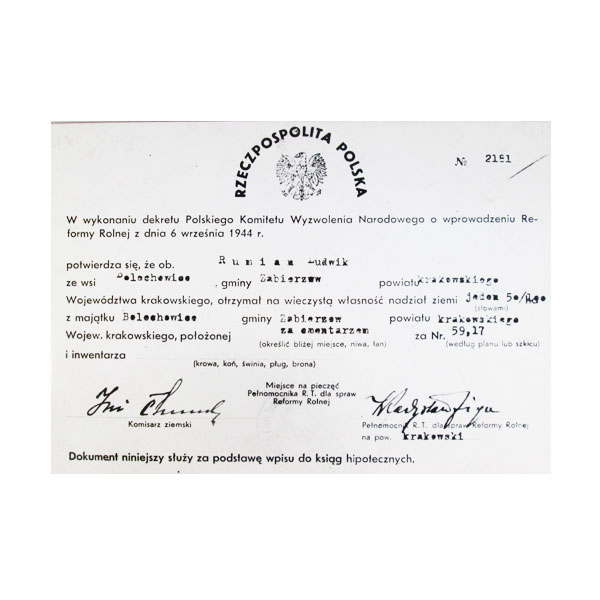 RZECZPOSPOLITA POLSKA
№ 2151
W wykonaniu dekretu Polskiego Komitetu Wyzwolenia Narodowego o wprowadzeniu Re-
formy Rolnej z dnia 6 września 1944 r.
potwierdza się, że ob. Rumian Ludwik
ze wsi Bolechowice , gminy Zabierzow powiatu krakowskiego
Województwa krakowskiego, otrzymał na wieczystą własność nadział ziemi jeden
(słowami)
z majątku Bolechowice gminy Zabierzow powiatu krakowskiego
Wojew. krakowskiego, położonej za cmentarzem za Nr. 59,17
(określić bliżej miejsce, niwa, łan) (według planu lub szkicu)
i inwentarza
(krowa, koń, świnia, pług, brona)
Miejsce na pieczęć
Pełnomocnika R. T. dla spraw
Reformy Rolnej
Komisarz ziemski
Pełnomocnik R. T. dla spraw Reformy Rolnej
na pow. krakowski
Dokument niniejszy służy za podstawę wpisu do ksiąg hipotecznych.